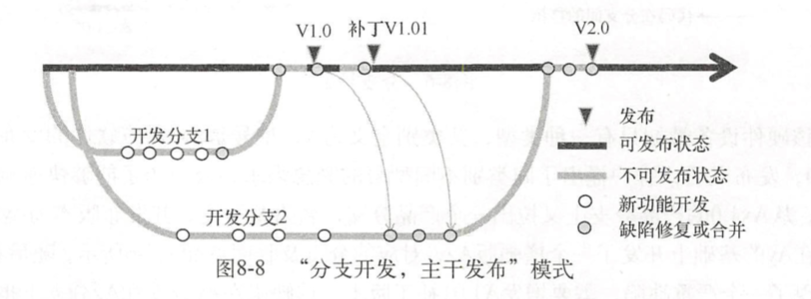 V1.0
补丁V1.01
V2.0
开发分支1
开发分支2
发布
可发布状态
不可发布状态
新功能开发
缺陷修复或合并
图8-8 “分支开发，主干发布”模式